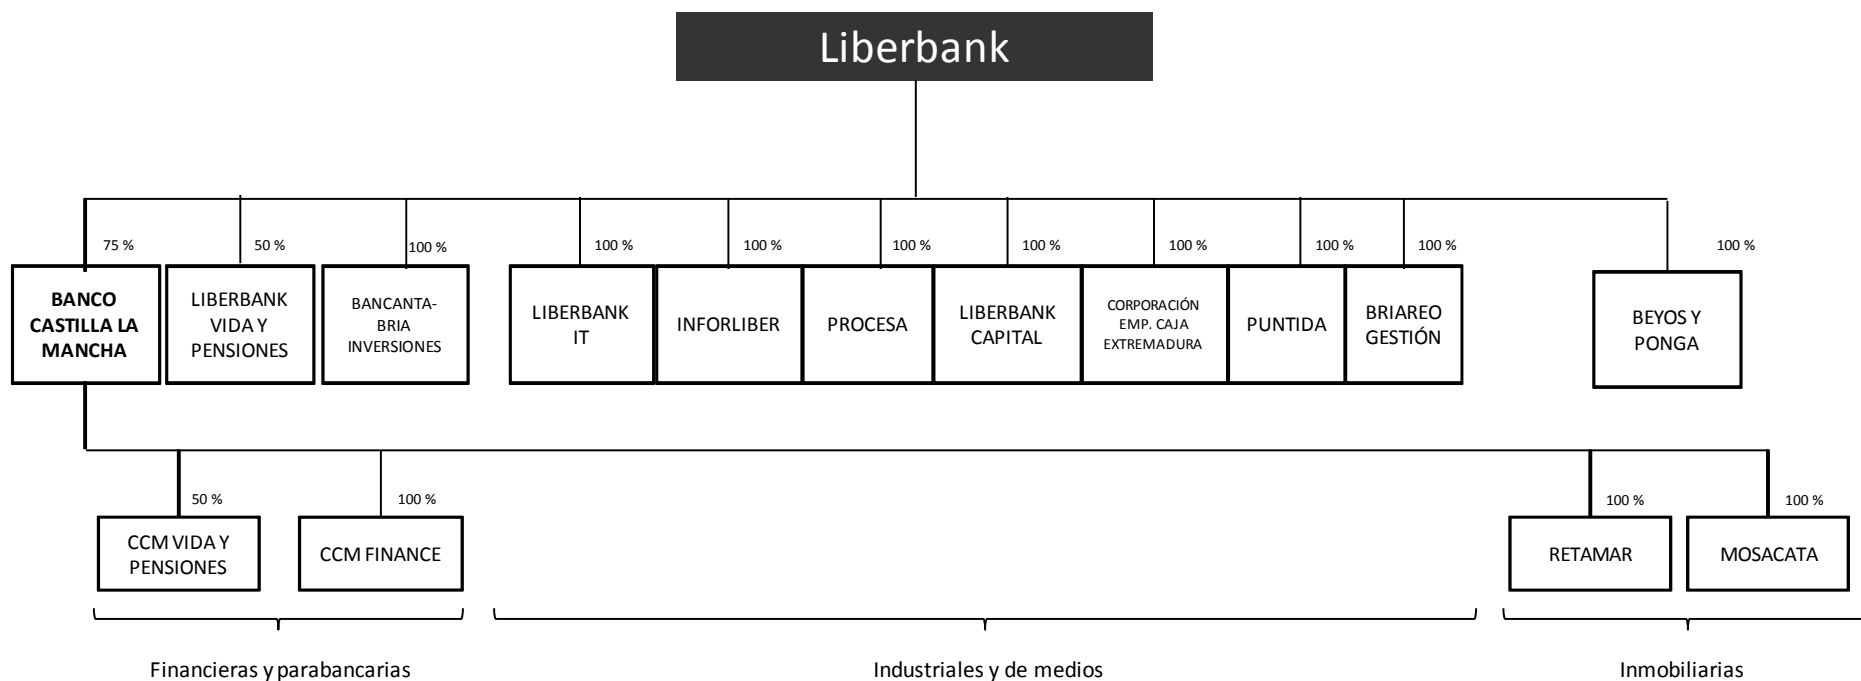 Liberbank
75 %
50 %
100 %
100 %
100 %
100 %
100 %
100 %
100 %
100 %
100 %
BANCO
CASTILLA LA
MANCHA
LIBERBANK
VIDA Y
PENSIONES
BANCANTA-
BRIA
INVERSIONES
LIBERBANK
IT
INFORLIBER
PROCESA
LIBERBANK
CAPITAL
CORPORACIÓN
EMP. CAJA
EXTREMADURA
PUNTIDA
BRIAREO
GESTIÓN
BEYOS Y
PONGA
50 %
100 %
100 %
100 %
CCM VIDA Y
PENSIONES
CCM FINANCE
RETAMAR
MOSACATA
Financieras y parabancarias
Industriales y de medios
Inmobiliarias